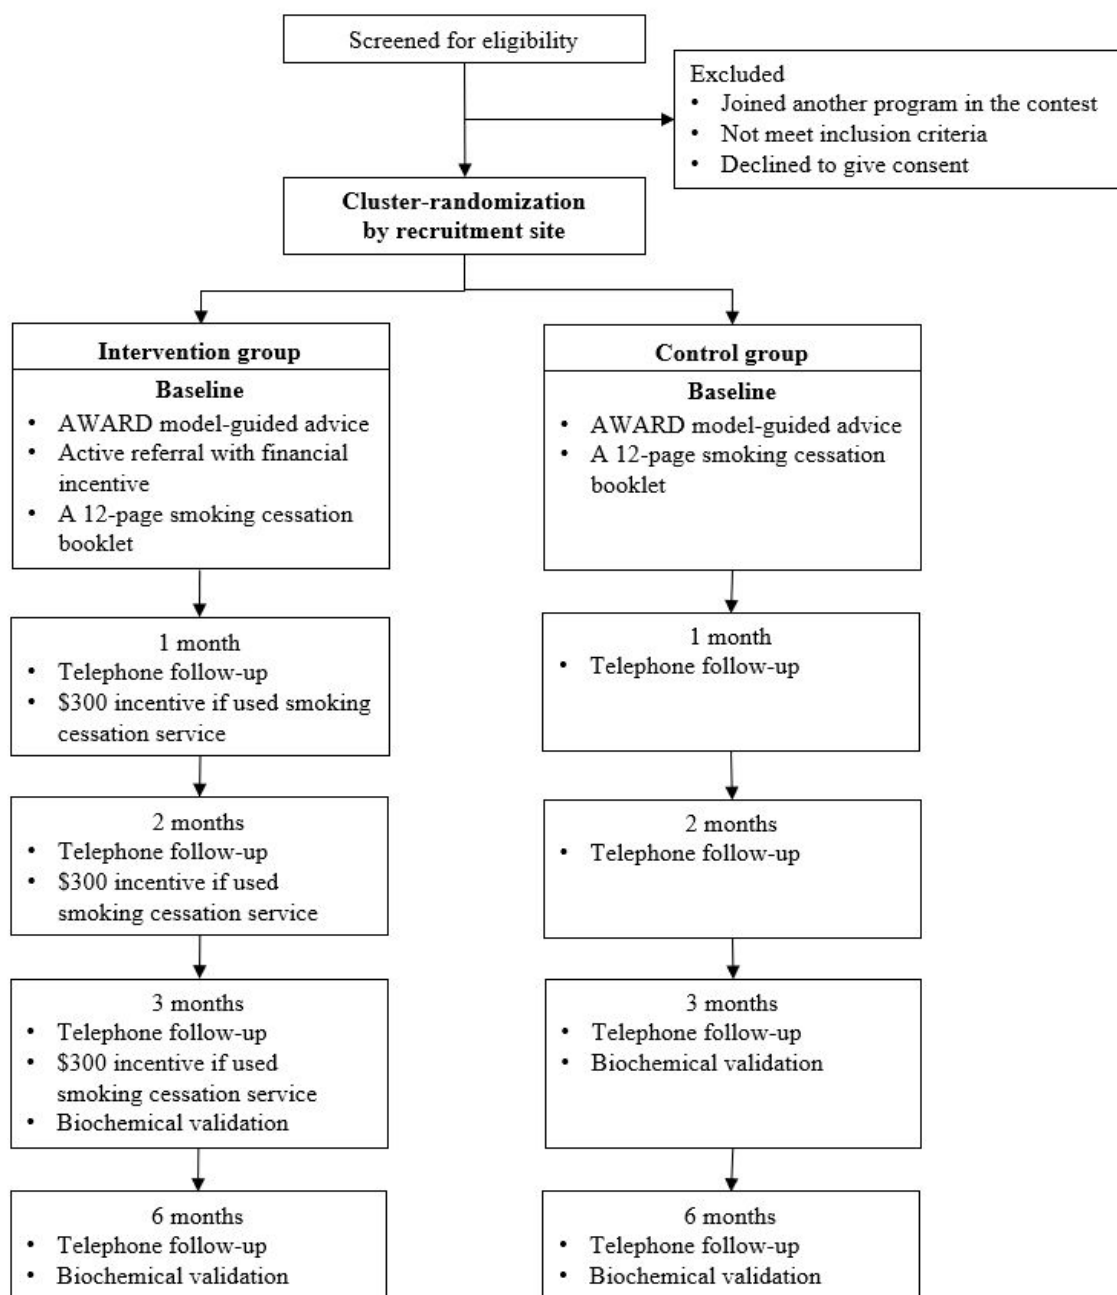 Screened for eligibility
Excluded
• Joined another program in the contest
• Not meet inclusion criteria
• Declined to give consent
Cluster-randomization
by recruitment site
Intervention group
Baseline
• AWARD model-guided advice
• Active referral with financial
incentive
• A 12-page smoking cessation
booklet
Control group
Baseline
• AWARD model-guided advice
• A 12-page smoking cessation
booklet
1 month
• Telephone follow-up
• $300 incentive if used smoking
cessation service
1 month
• Telephone follow-up
2 months
• Telephone follow-up
• $300 incentive if used
smoking cessation service
2 months
• Telephone follow-up
3 months
• Telephone follow-up
• $300 incentive if used
smoking cessation service
• Biochemical validation
3 months
• Telephone follow-up
• Biochemical validation
6 months
• Telephone follow-up
• Biochemical validation
6 months
• Telephone follow-up
• Biochemical validation